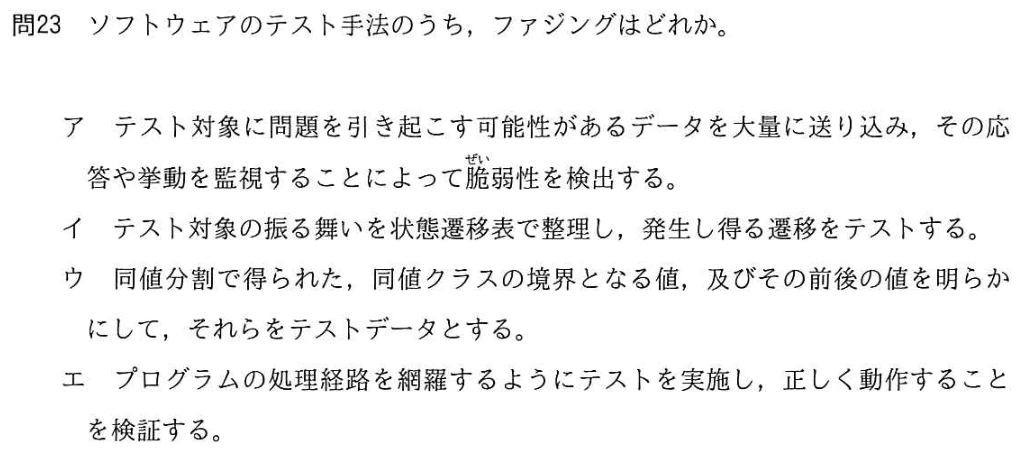 問23 ソフトウェアのテスト手法のうち，ファジングはどれか。
ア テスト対象に問題を引き起こす可能性があるデータを大量に送り込み，その応
ぜい
答や挙動を監視することによって脆弱性を検出する。
イ テスト対象の振る舞いを状態遷移表で整理し，発生し得る遷移をテストする。
ウ 同値分割で得られた，同値クラスの境界となる値，及びその前後の値を明らか
にして，それらをテストデータとする。
エ プログラムの処理経路を網羅するようにテストを実施し，正しく動作すること
を検証する。